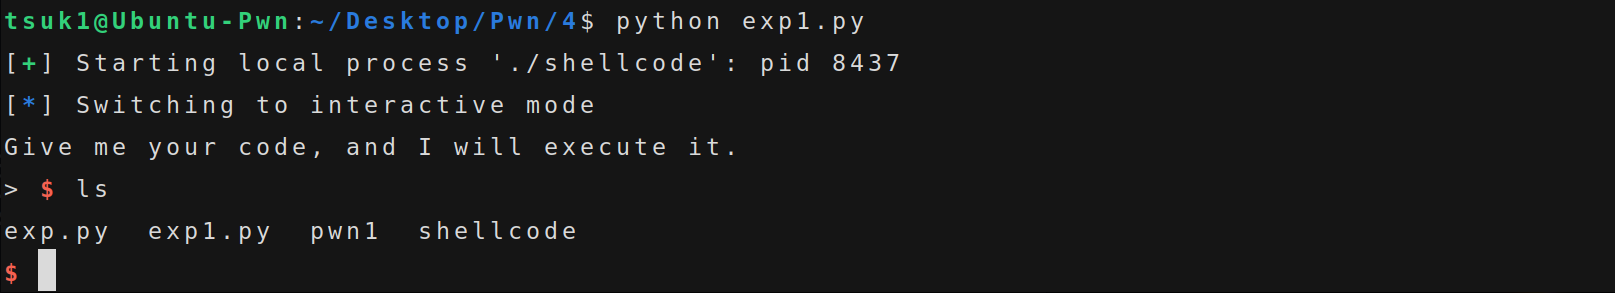 tsuk1@Ubuntu-Pwn:~/Desktop/Pwn/4$ python exp1.py
[+] Starting local process './shellcode': pid 8437
[*] Switching to interactive mode
Give me your code, and I will execute it.
> $ ls
exp.py  exp1.py  pwn1  shellcode
$